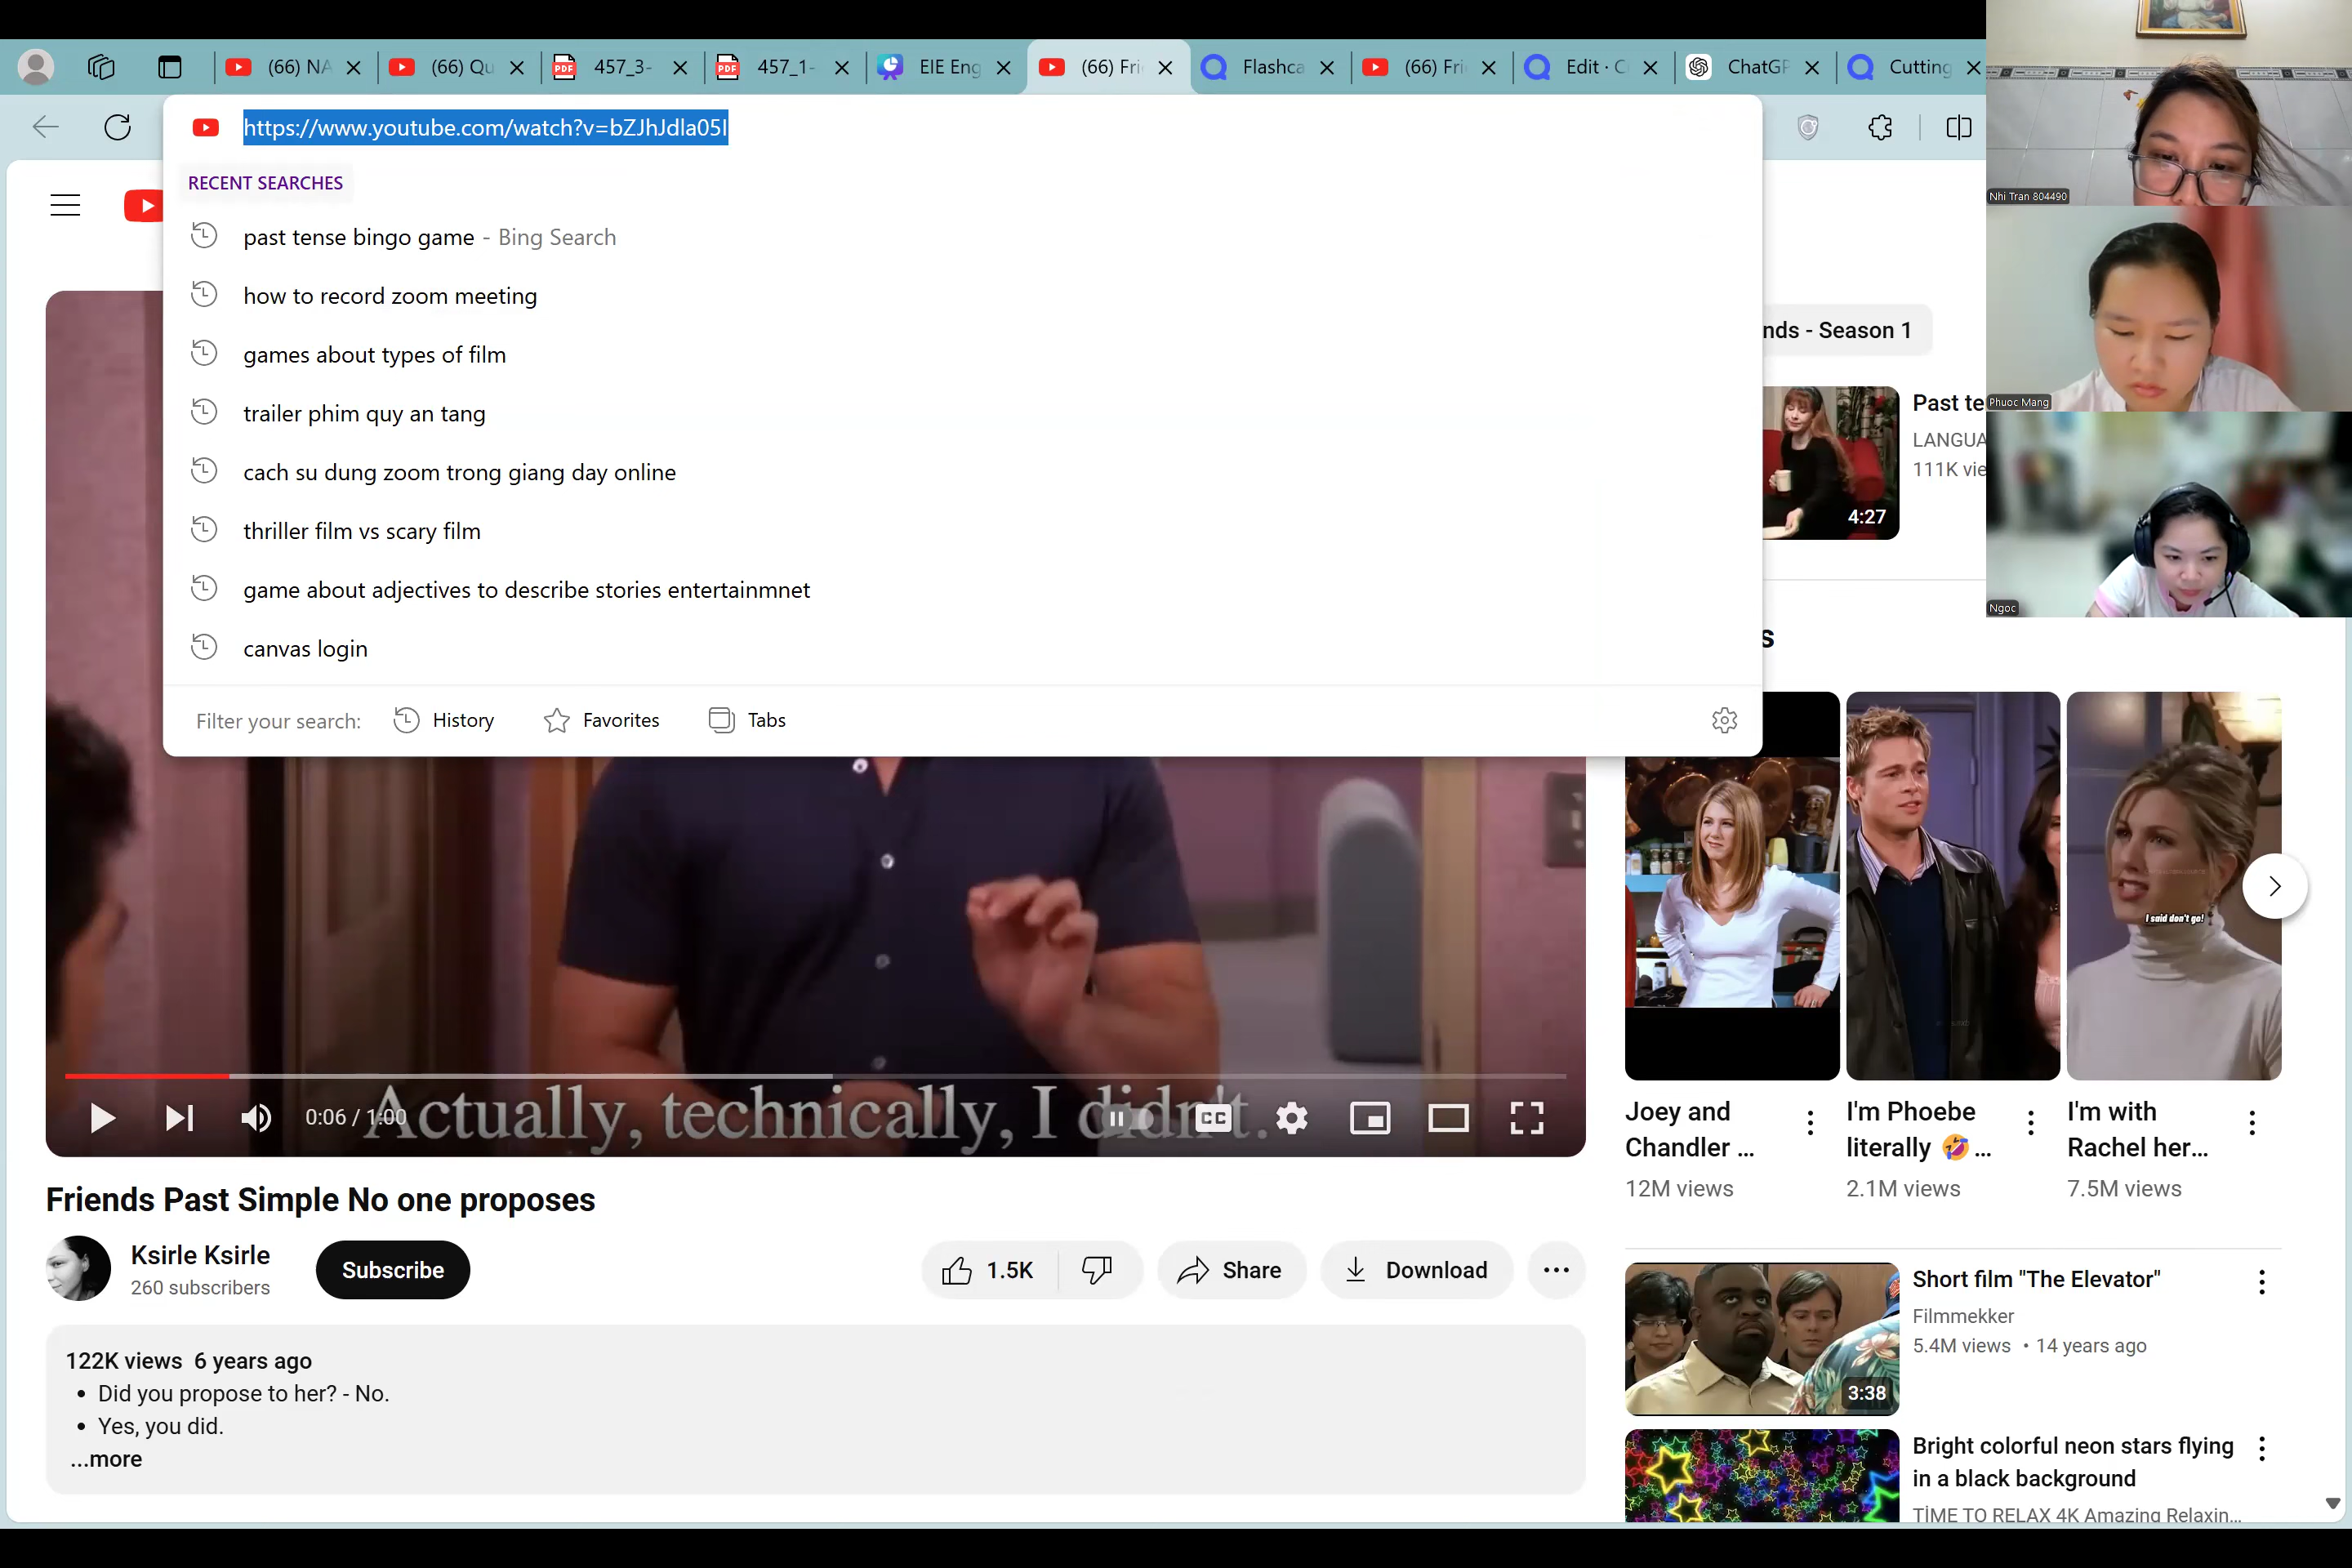 (66) NA
(66) Qu
457_3-
457_1-
EIE Eng
(66) Fri
Flashca
(66) Fri
Edit · C
ChatGP
Cutting
https://www.youtube.com/watch?v=bZJhJdla05I
RECENT SEARCHES
past tense bingo game - Bing Search
how to record zoom meeting
games about types of film
trailer phim quy an tang
cach su dung zoom trong giang day online
thriller film vs scary film
game about adjectives to describe stories entertainmnet
canvas login
Filter your search:
History
Favorites
Tabs
Nhi Tran 804490
Phuoc Mang
Ngoc
nds - Season 1
Past te
LANGUA
111K vie
4:27
s
I said don't go!
Joey and
Chandler ...
12M views
I'm Phoebe
literally 🤣 ...
2.1M views
I'm with
Rachel her...
7.5M views
Actually, technically, I didn't.
0:06 / 1:00
CC
Friends Past Simple No one proposes
Ksirle Ksirle
260 subscribers
Subscribe
1.5K
Share
Download
122K views 6 years ago
• Did you propose to her? - No.
• Yes, you did.
...more
Short film "The Elevator"
Filmmekker
5.4M views • 14 years ago
3:38
Bright colorful neon stars flying
in a black background
TİME TO RELAX 4K Amazing Relaxin...